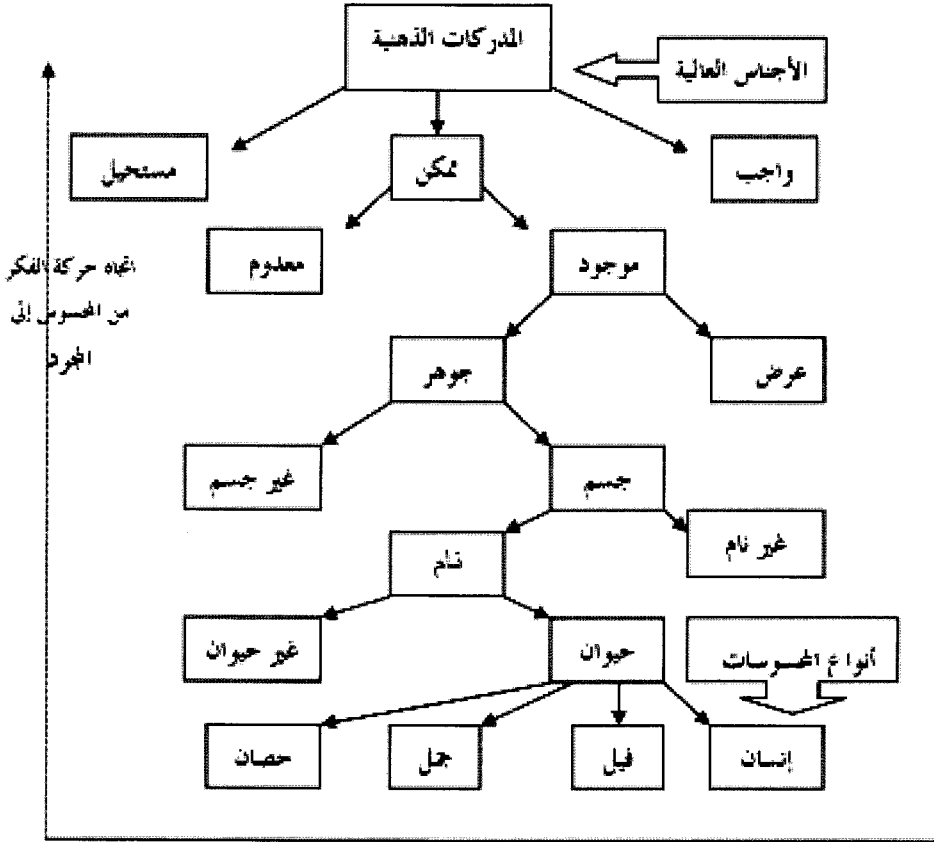 المدركات الذهنية
الأجناس العالية
واجب
ممكن
مستحيل
موجود
معدوم
اتجاه حركة الفكر
من المحسوس إلى
المجرد
عرض
جوهر
جسم
غير جسم
غير نام
نام
أنواع المحسوسات
حيوان
غير حيوان
إنسان
فيل
جمل
حصان